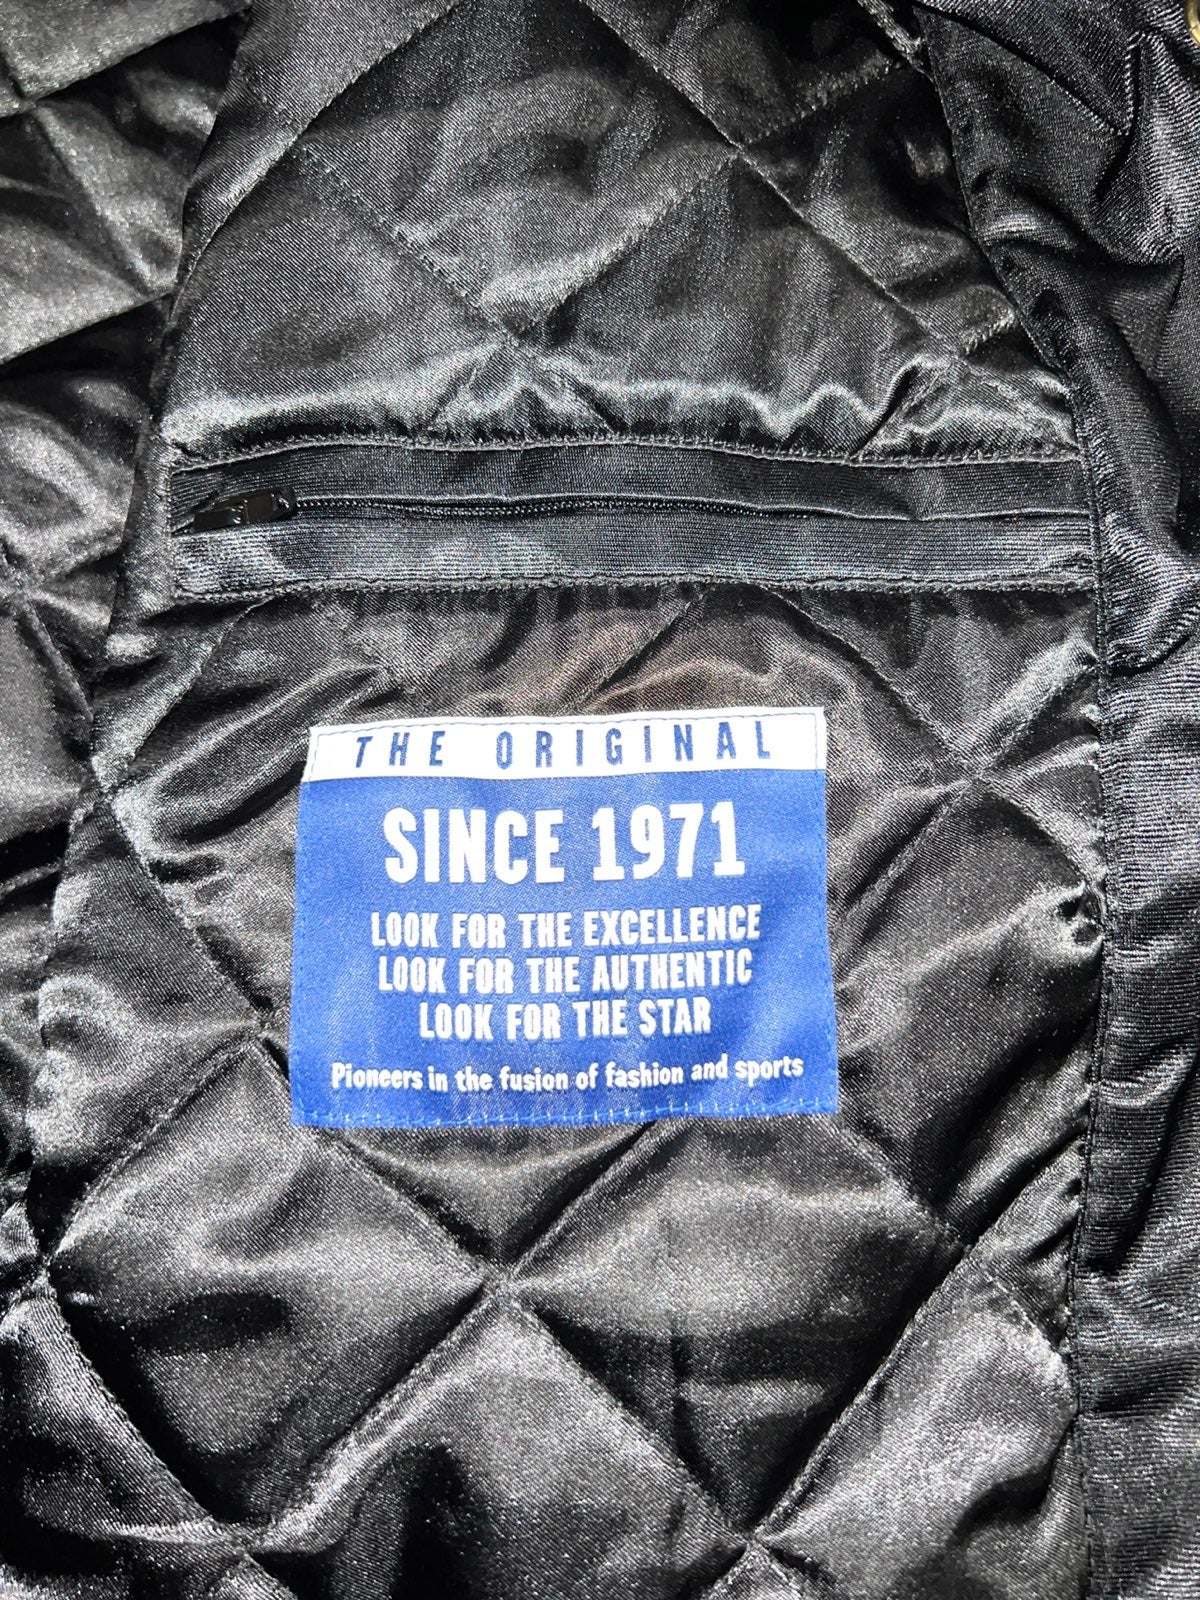 THE ORIGINAL
SINCE 1971
LOOK FOR THE EXCELLENCE
LOOK FOR THE AUTHENTIC
LOOK FOR THE STAR
Pioneers in the fusion of fashion and sports